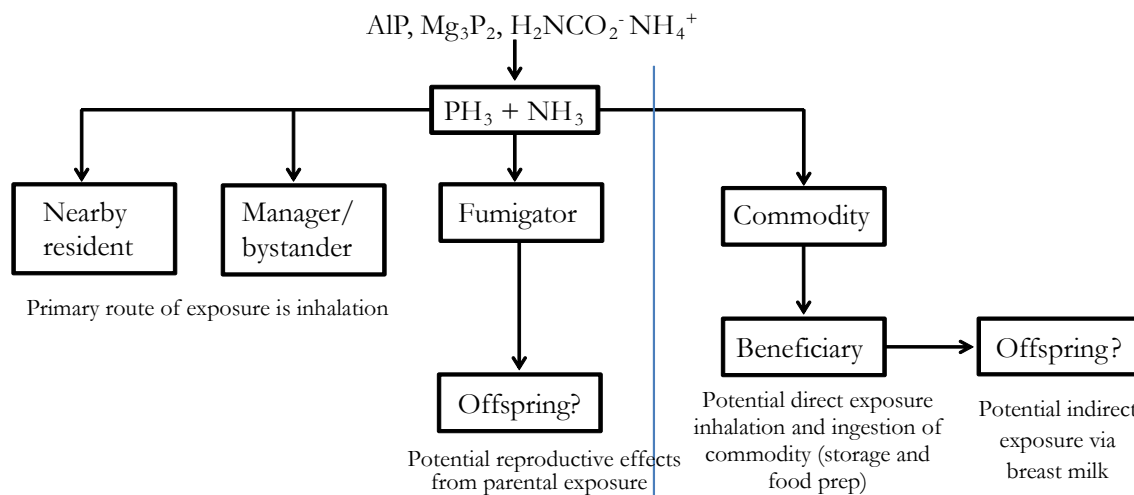 AlP, Mg₃P₂, H₂NCO₂⁻ NH₄⁺
PH₃ + NH₃
Nearby
resident
Manager/
bystander
Fumigator
Commodity
Primary route of exposure is inhalation
Beneficiary
Offspring?
Offspring?
Potential reproductive effects
from parental exposure
Potential direct exposure
inhalation and ingestion of
commodity (storage and
food prep)
Potential indirect
exposure via
breast milk